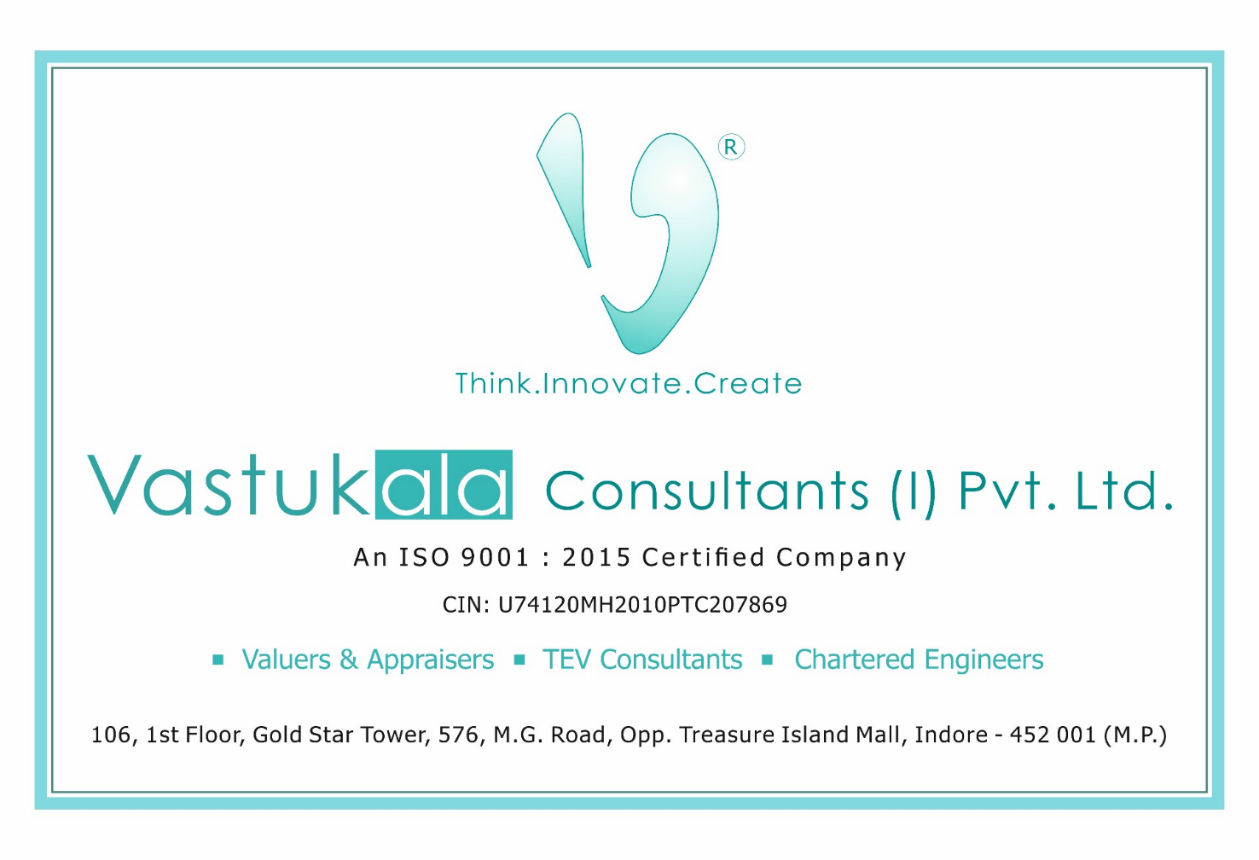 ®
Think.Innovate.Create
Vastukala Consultants (I) Pvt. Ltd.
An ISO 9001 : 2015 Certified Company
CIN: U74120MH2010PTC207869
▪ Valuers & Appraisers ▪ TEV Consultants ▪ Chartered Engineers
106, 1st Floor, Gold Star Tower, 576, M.G. Road, Opp. Treasure Island Mall, Indore - 452 001 (M.P.)